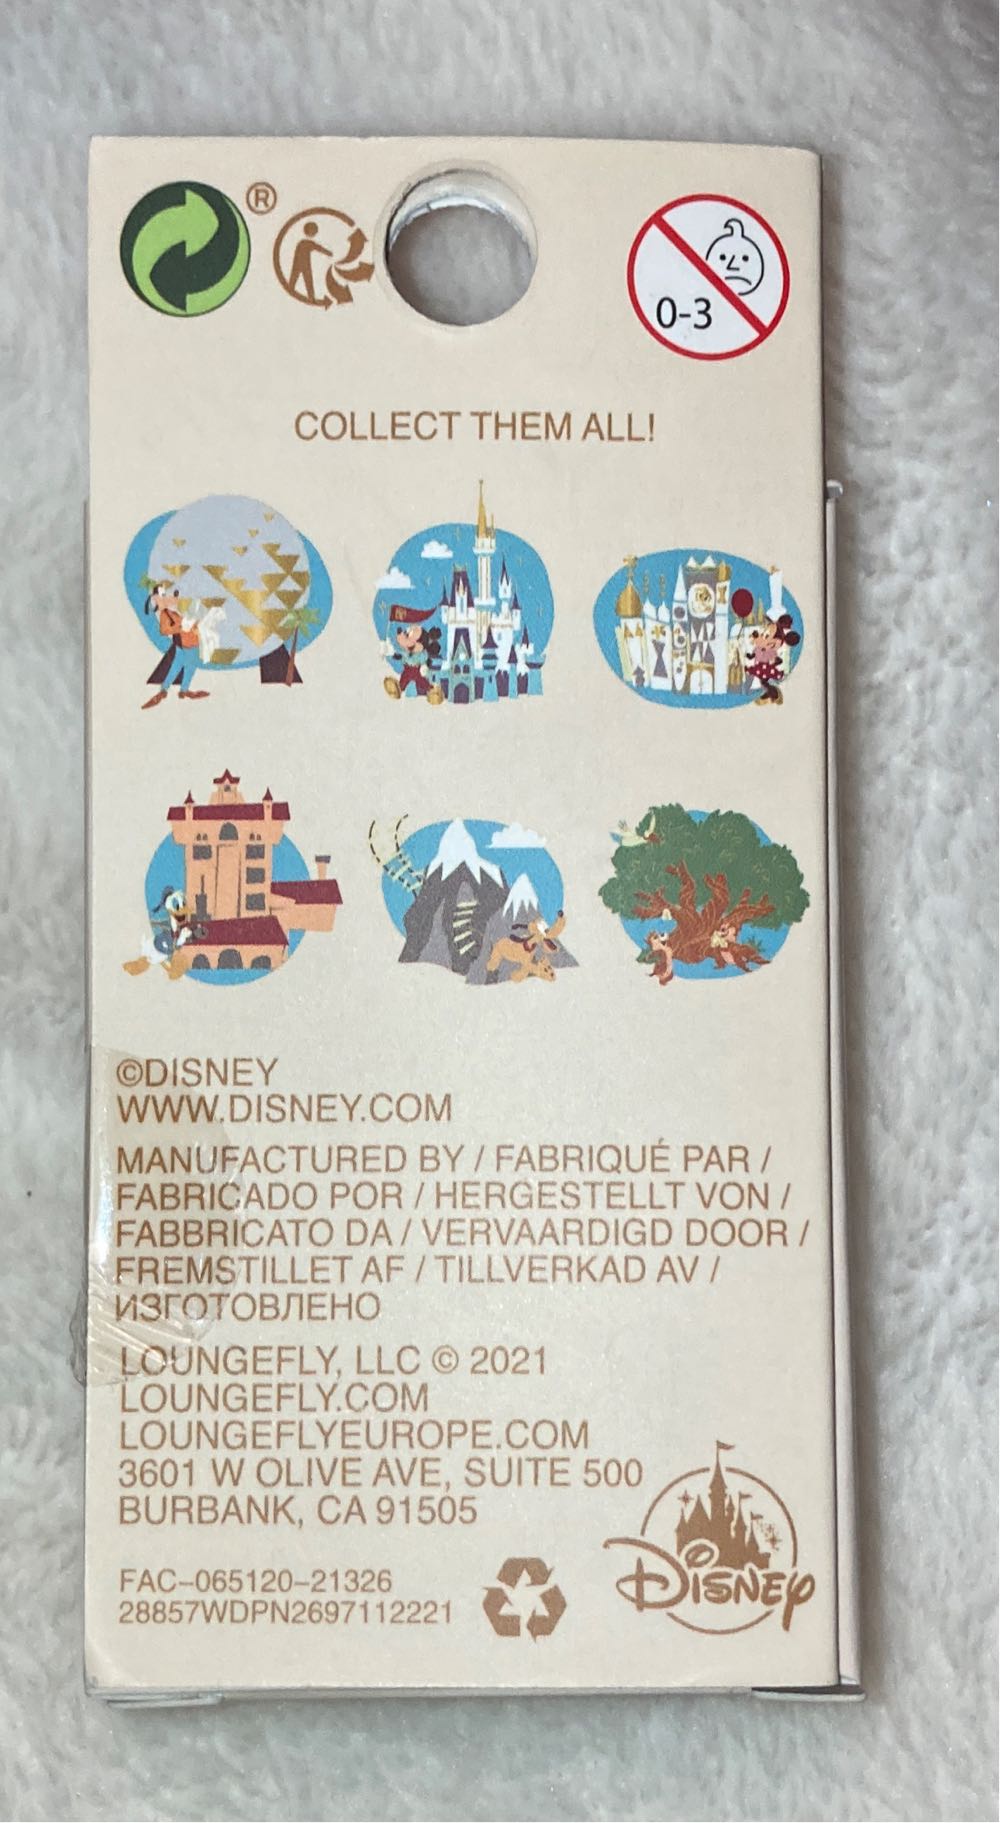 ®
0-3
COLLECT THEM ALL!
©DISNEY
WWW.DISNEY.COM
MANUFACTURED BY / FABRIQUÉ PAR /
FABRICADO POR / HERGESTELLT VON /
FABBRICATO DA / VERVAARDIGD DOOR /
FREMSTILLET AF / TILLVERKAD AV /
ИЗГОТОВЛЕНО
LOUNGEFLY, LLC © 2021
LOUNGEFLY.COM
LOUNGEFLYEUROPE.COM
3601 W OLIVE AVE, SUITE 500
BURBANK, CA 91505
FAC-065120-21326
28857WDPN2697112221
DISNEP